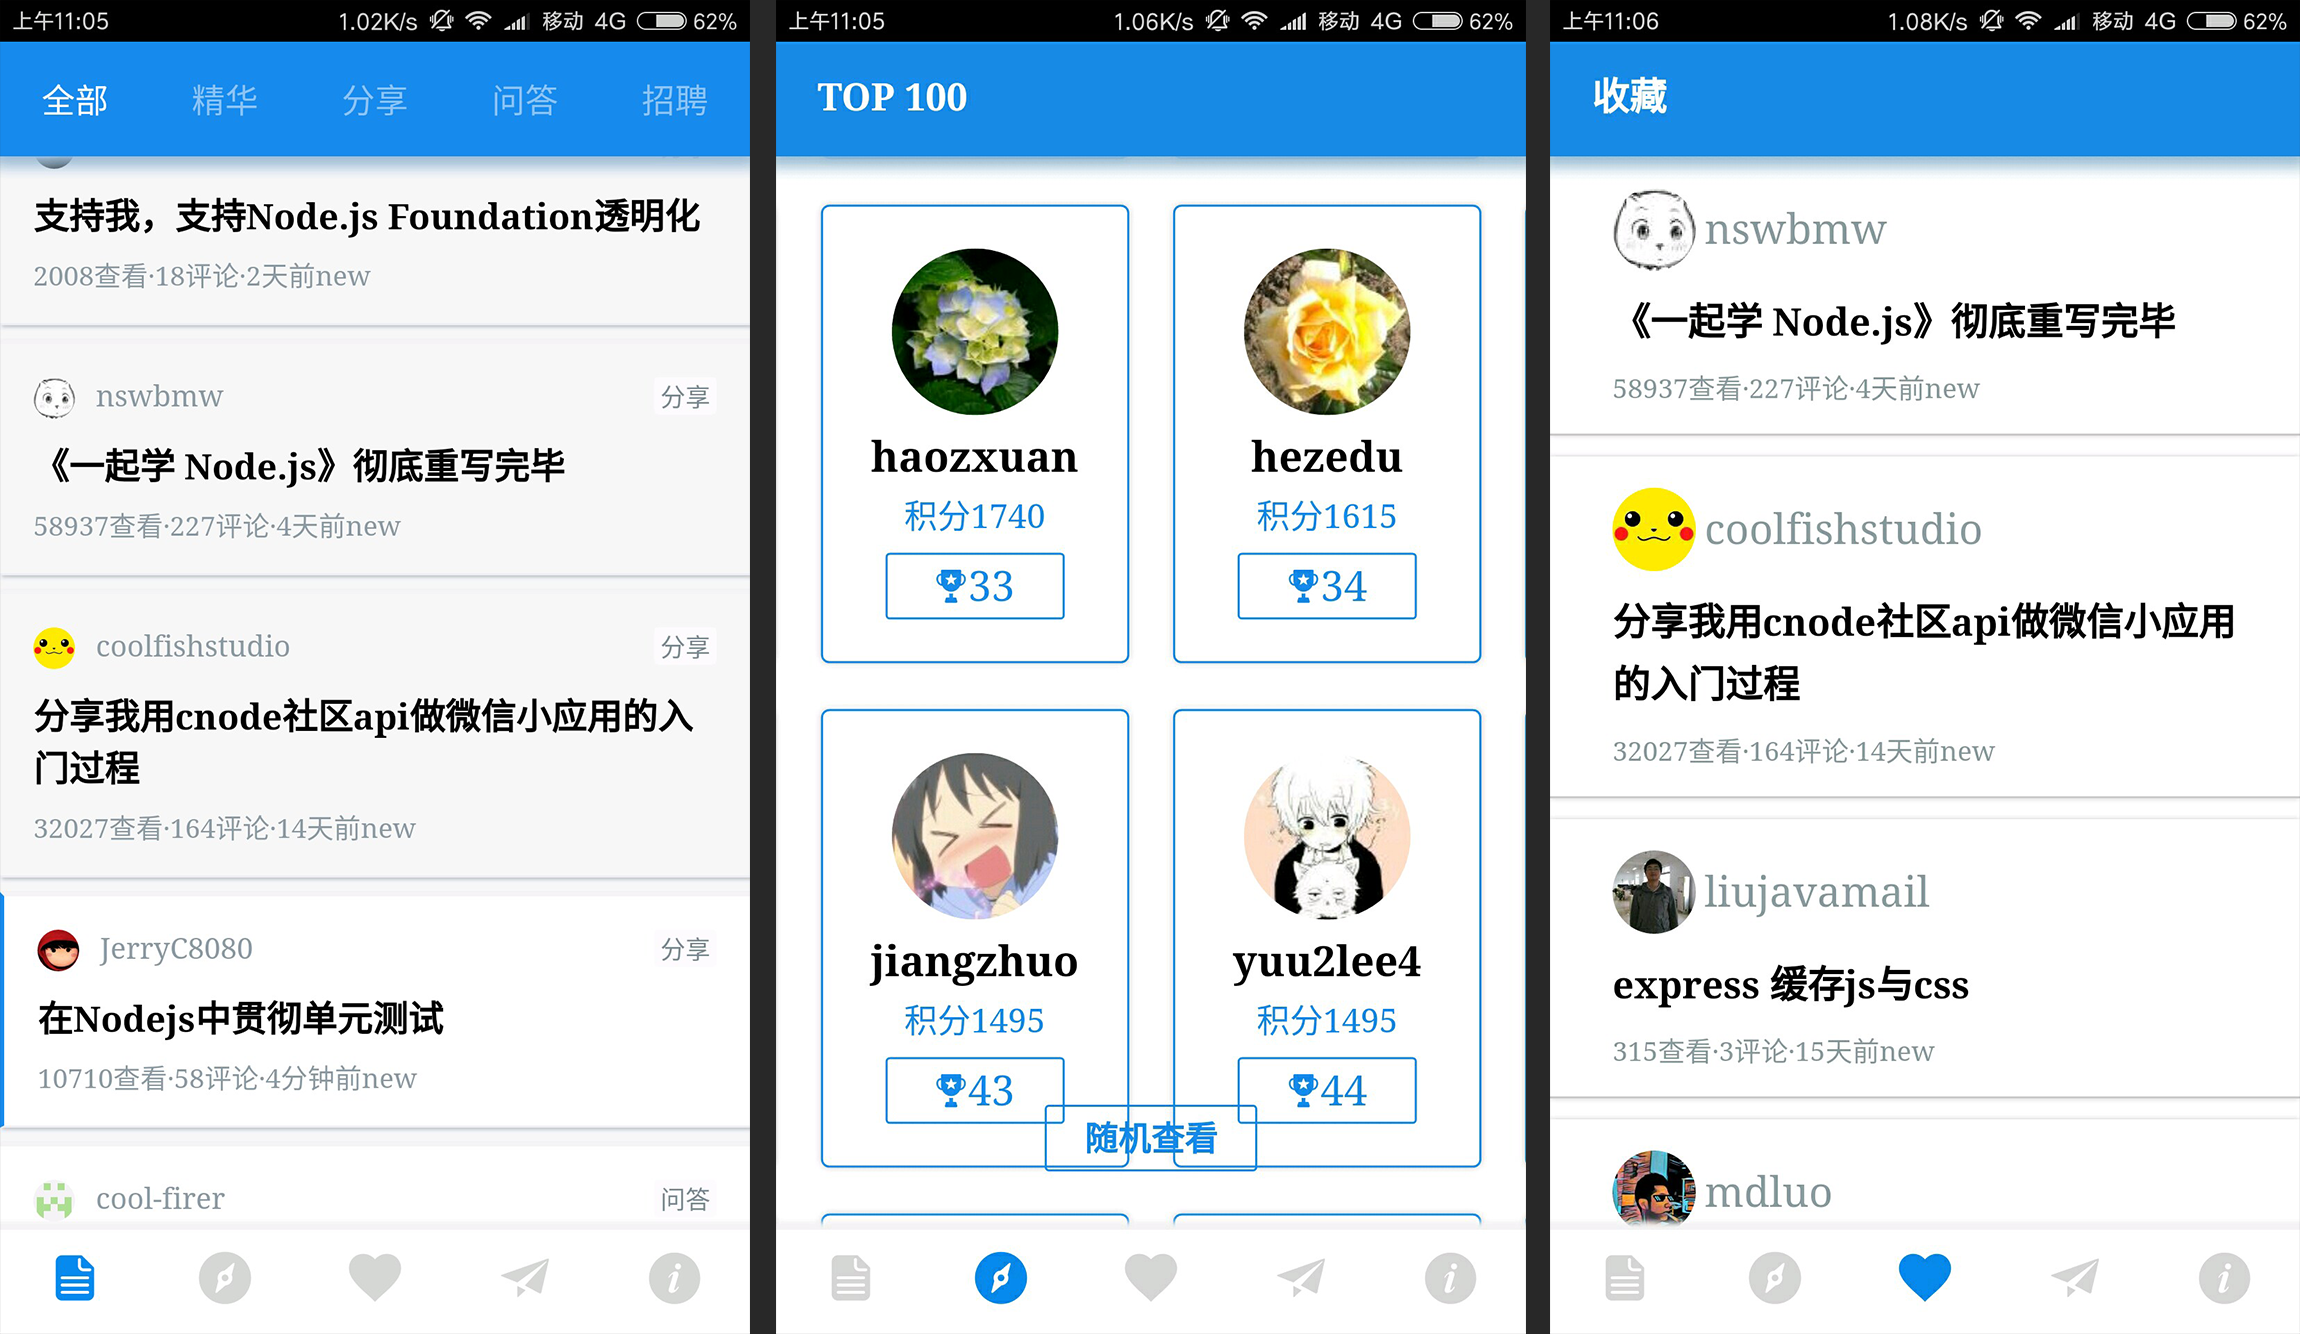 上午11:05 1.02K/s 移动 4G 62%
全部 精华 分享 问答 招聘
支持我，支持Node.js Foundation透明化
2008查看·18评论·2天前new
nswbmw 分享
《一起学 Node.js》彻底重写完毕
58937查看·227评论·4天前new
coolfishstudio 分享
分享我用cnode社区api做微信小应用的入
门过程
32027查看·164评论·14天前new
JerryC8080 分享
在Nodejs中贯彻单元测试
10710查看·58评论·4分钟前new
cool-firer 问答
上午11:05 1.06K/s 移动 4G 62%
TOP 100
haozxuan
积分1740
33
hezedu
积分1615
34
jiangzhuo
积分1495
43
yuu2lee4
积分1495
44
随机查看
上午11:06 1.08K/s 移动 4G 62%
收藏
nswbmw
《一起学 Node.js》彻底重写完毕
58937查看·227评论·4天前new
coolfishstudio
分享我用cnode社区api做微信小应用
的入门过程
32027查看·164评论·14天前new
liujavamail
express 缓存js与css
315查看·3评论·15天前new
mdluo